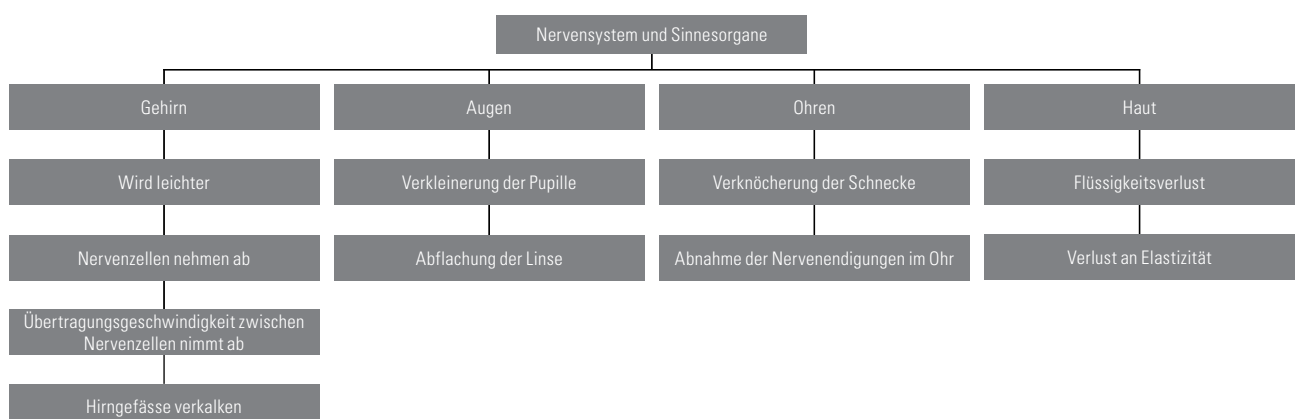 Nervensystem und Sinnesorgane
Gehirn
Augen
Ohren
Haut
Wird leichter
Verkleinerung der Pupille
Verknöcherung der Schnecke
Flüssigkeitsverlust
Nervenzellen nehmen ab
Abflachung der Linse
Abnahme der Nervenendigungen im Ohr
Verlust an Elastizität
Übertragungsgeschwindigkeit zwischen
Nervenzellen nimmt ab
Hirngefässe verkalken